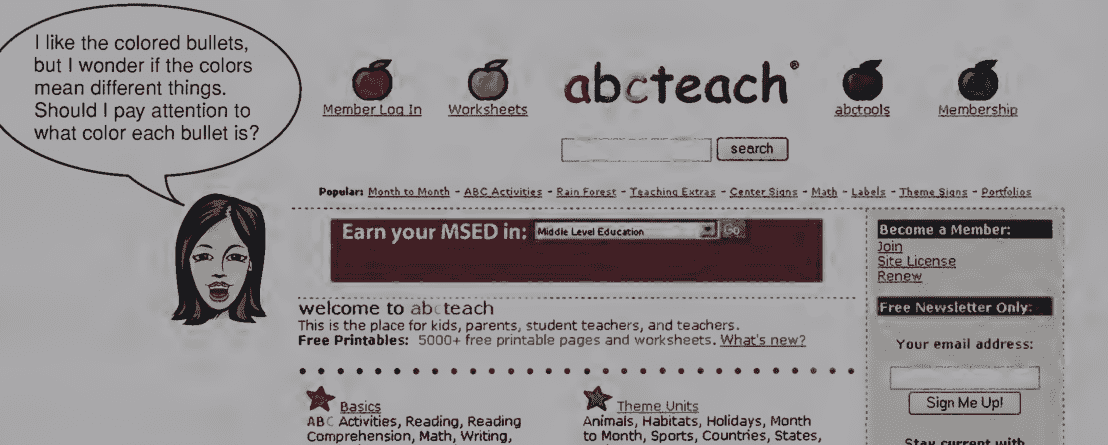 I like the colored bullets,
but I wonder if the colors
mean different things.
Should I pay attention to
what color each bullet is?
Member Log In
Worksheets
abcteach®
abctools
Membership
search
Popular: Month to Month - ABC Activities - Rain Forest - Teaching Extras - Center Signs - Math - Labels - Theme Signs - Portfolios
Earn your MSED in: Middle Level Education Go
Become a Member:
Join
Site License
Renew
welcome to abcteach
This is the place for kids, parents, student teachers, and teachers.
Free Printables: 5000+ free printable pages and worksheets. What's new?
Free Newsletter Only:
Your email address:
Sign Me Up!
Stay current with
Basics
ABC Activities, Reading, Reading
Comprehension, Math, Writing,
Theme Units
Animals, Habitats, Holidays, Month
to Month, Sports, Countries, States,